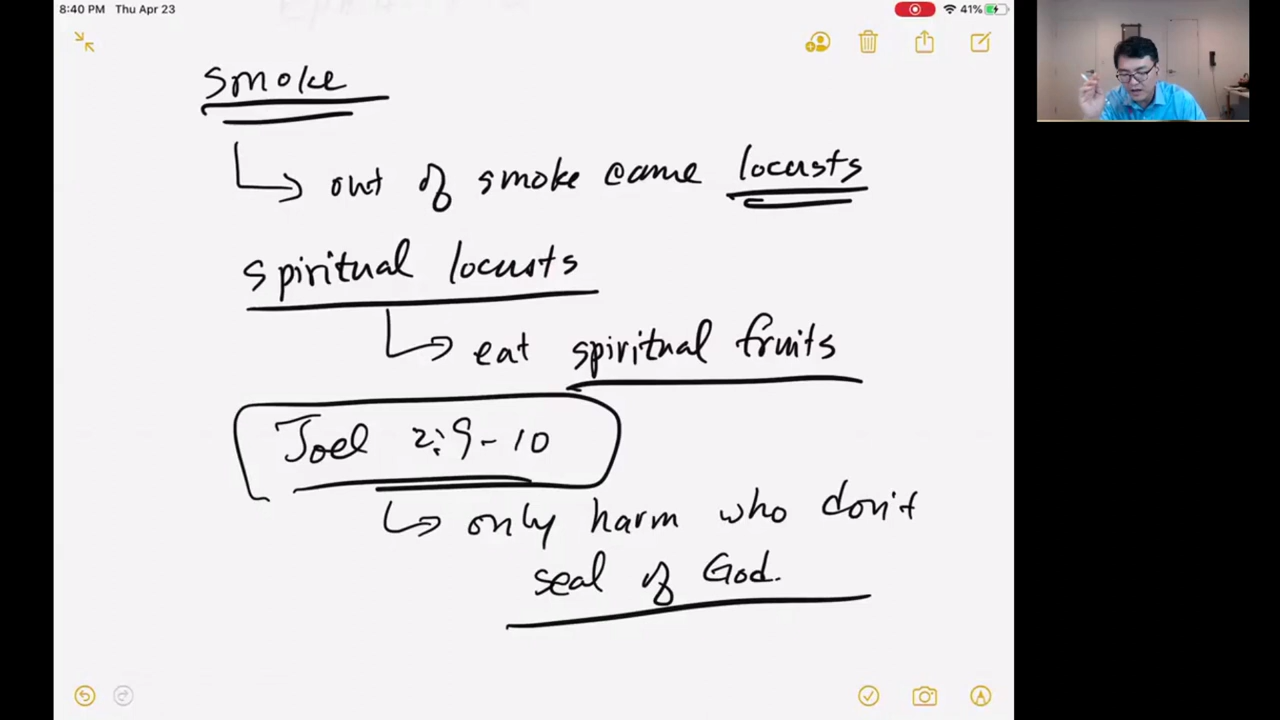 8:40 PM Thu Apr 23
41%
smoke
out of smoke came locusts
spiritual locusts
eat spiritual fruits
Joel 2:9-10
only harm who don't
seal of God.